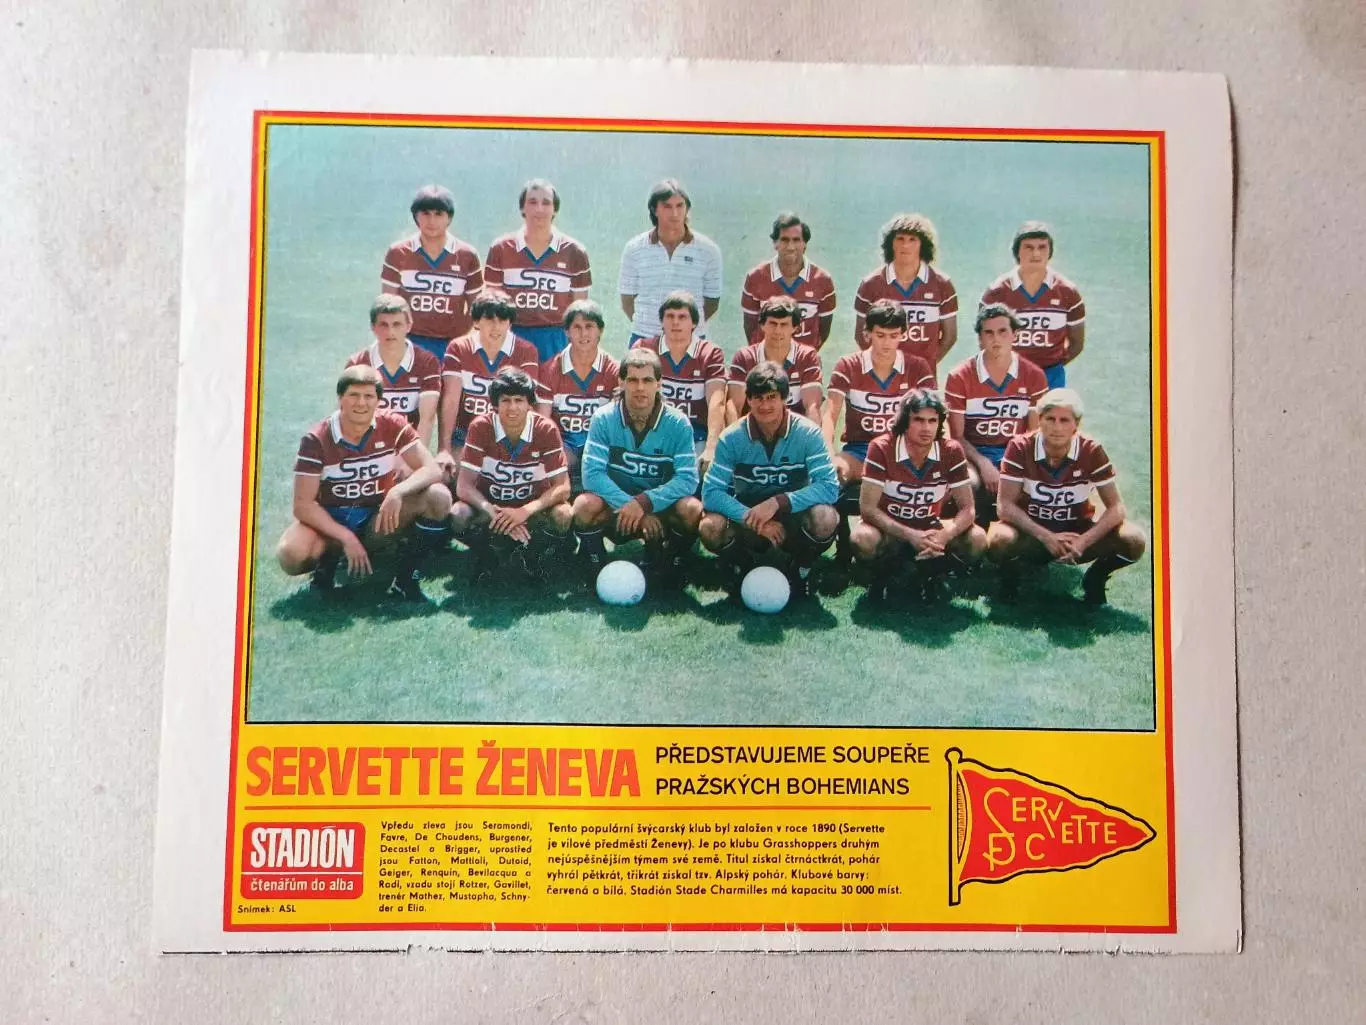 SFC
EBEL
SFC
EBEL
SFC
EBEL
SFC
EBEL
SFC
SFC
EBEL
SFC
EBEL
SFC
EBEL
SFC
SFC
SFC
EBEL
SFC
EBEL
SERVETTE ŽENEVA
PŘEDSTAVUJEME SOUPEŘE
PRAŽSKÝCH BOHEMIANS
SERVETTE
FC
STADIÓN
čtenářům do alba
Snímek: ASL
Vpředu zleva jsou Seramondi,
Favre, De Choudens, Burgener,
Decastel a Brigger, uprostřed
jsou Fatton, Mattioli, Dutoid,
Geiger, Renquin, Bevilacqua a
Rodi, vzadu stojí Rotzer, Gavillet,
trenér Mathez, Mustapha, Schny-
der a Elia.
Tento populární švýcarský klub byl založen v roce 1890 (Servette
je vilové předměstí Ženevy). Je po klubu Grasshoppers druhým
nejúspěšnějším týmem své země. Titul získal čtrnáctkrát, pohár
vyhrál pětkrát, třikrát získal tzv. Alpský pohár. Klubové barvy:
červená a bílá. Stadión Stade Charmilles má kapacitu 30 000 míst.